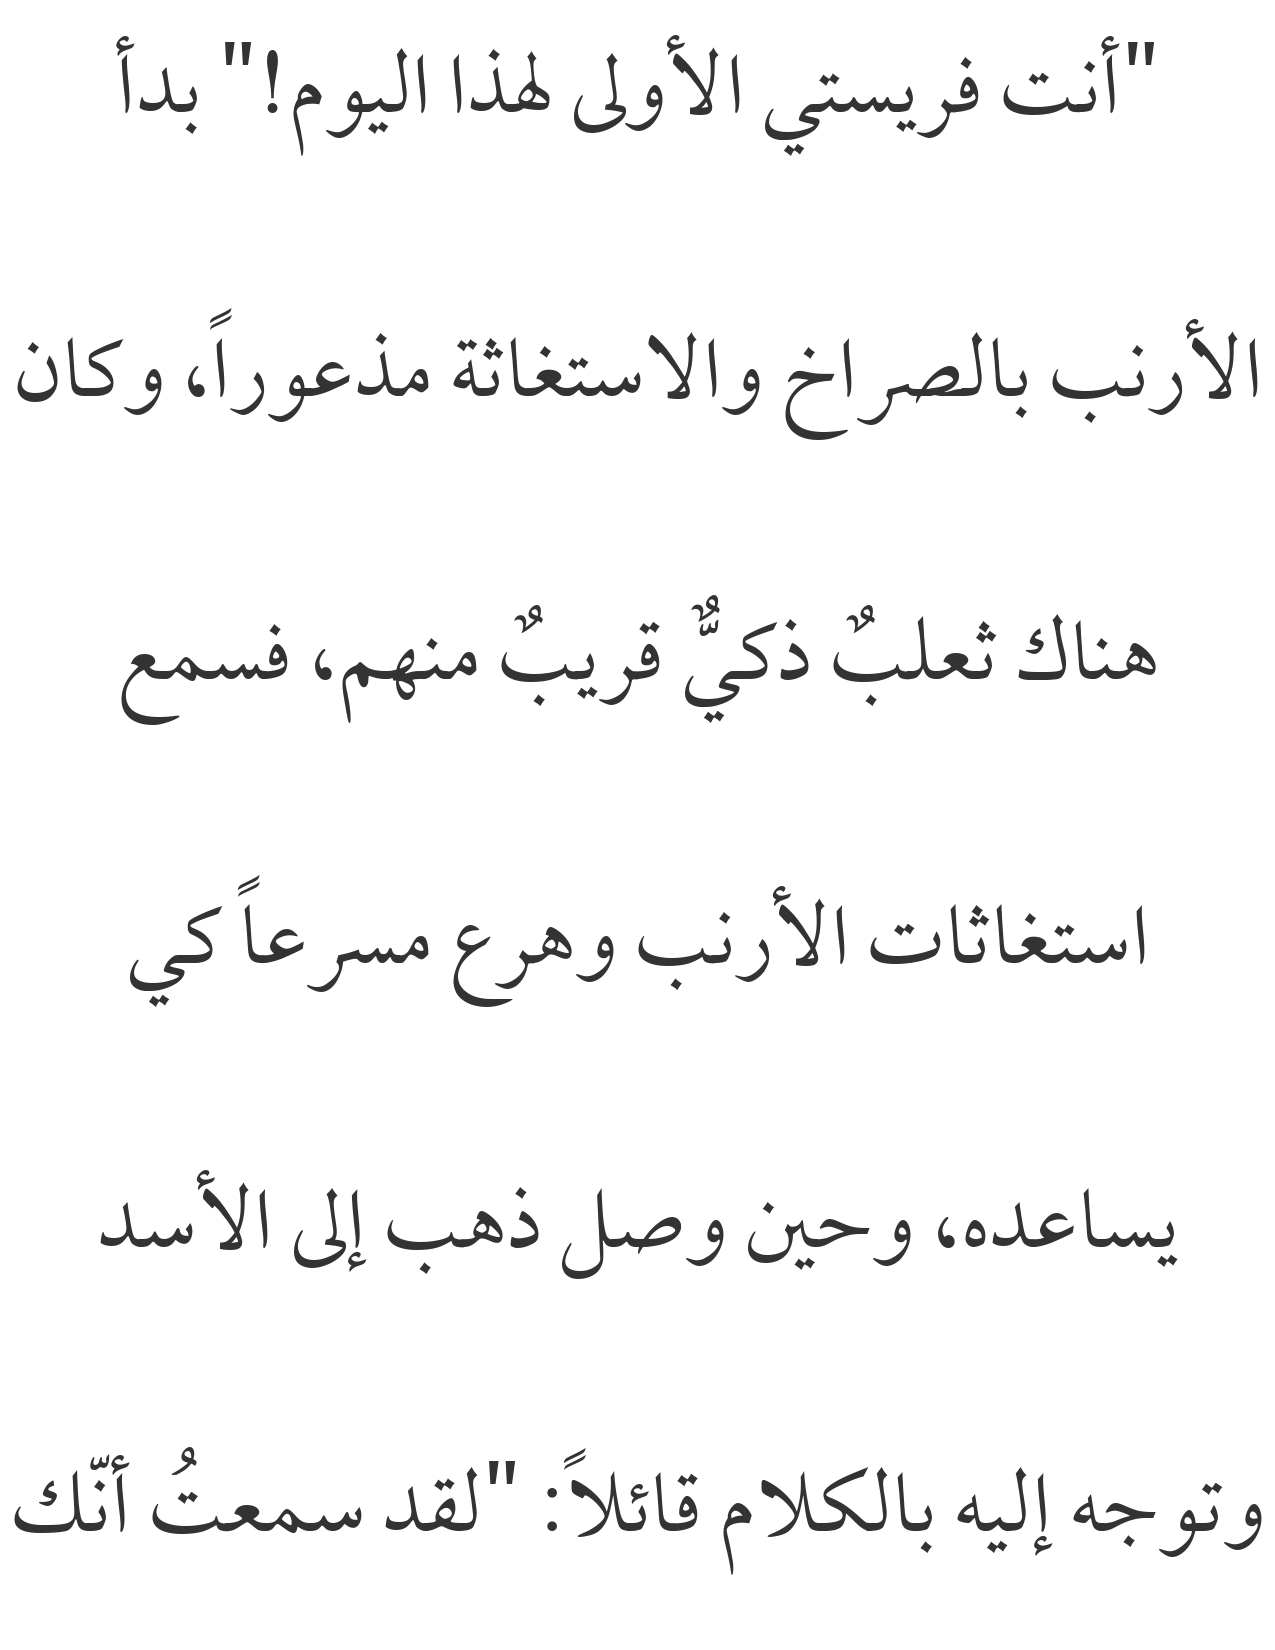 "أنت فريستي الأولى لهذا اليوم!" بدأ
الأرنب بالصراخ والاستغاثة مذعوراً، وكان
هناك ثعلبٌ ذكيٌّ قريبٌ منهم، فسمع
استغاثات الأرنب وهرع مسرعاً كي
يساعده، وحين وصل ذهب إلى الأسد
وتوجه إليه بالكلام قائلاً: "لقد سمعتُ أنّك